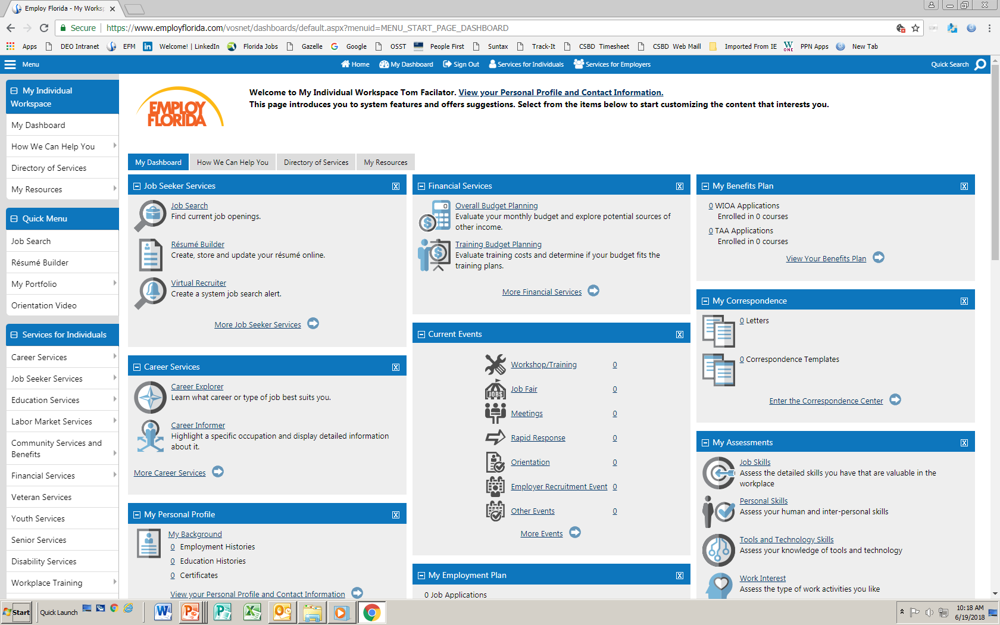 Employ Florida - My Works
Secure
https://www.employflorida.com/vosnet/dashboards/default.aspx?menuid=MENU_START_PAGE_DASHBOARD
Apps DEO Intranet EFM Welcome! | LinkedIn Florida Jobs Gazelle Google OSST People First Suntax Track-It CSBD Timesheet CSBD Web Maill Imported From IE PPN Apps New Tab
Menu Home My Dashboard Sign Out Services for Individuals Services for Employers Quick Search
My Individual
Workspace
My Dashboard
How We Can Help You
Directory of Services
My Resources
Quick Menu
Job Search
Résumé Builder
My Portfolio
Orientation Video
Services for Individuals
Career Services
Job Seeker Services
Education Services
Labor Market Services
Community Services and
Benefits
Financial Services
Veteran Services
Youth Services
Senior Services
Disability Services
Workplace Training
EMPLOY
FLORIDA
Welcome to My Individual Workspace Tom Facilator. View your Personal Profile and Contact Information.
This page introduces you to system features and offers suggestions. Select from the items below to start customizing the content that interests you.
My Dashboard How We Can Help You Directory of Services My Resources
Job Seeker Services
Job Search
Find current job openings.
Résumé Builder
Create, store and update your résumé online.
Virtual Recruiter
Create a system job search alert.
More Job Seeker Services
Career Services
Career Explorer
Learn what career or type of job best suits you.
Career Informer
Highlight a specific occupation and display detailed information
about it.
More Career Services
My Personal Profile
My Background
0 Employment Histories
0 Education Histories
0 Certificates
View your Personal Profile and Contact Information
Financial Services
Overall Budget Planning
Evaluate your monthly budget and explore potential sources of
other income.
Training Budget Planning
Evaluate training costs and determine if your budget fits the
training plans.
More Financial Services
Current Events
Workshop/Training 0
JOBS
Job Fair 0
Meetings 0
Rapid Response 0
Orientation 0
Employer Recruitment Event 0
Other Events 0
More Events
My Employment Plan
0 Job Applications
My Benefits Plan
0 WIOA Applications
Enrolled in 0 courses
0 TAA Applications
Enrolled in 0 courses
View Your Benefits Plan
My Correspondence
0 Letters
0 Correspondence Templates
Enter the Correspondence Center
My Assessments
Job Skills
Assess the detailed skills you have that are valuable in the
workplace
Personal Skills
Assess your human and inter-personal skills
Tools and Technology Skills
Assess your knowledge of tools and technology
Work Interest
Assess the type of work activities you like
Start Quick Launch
10:18 AM
6/19/2018